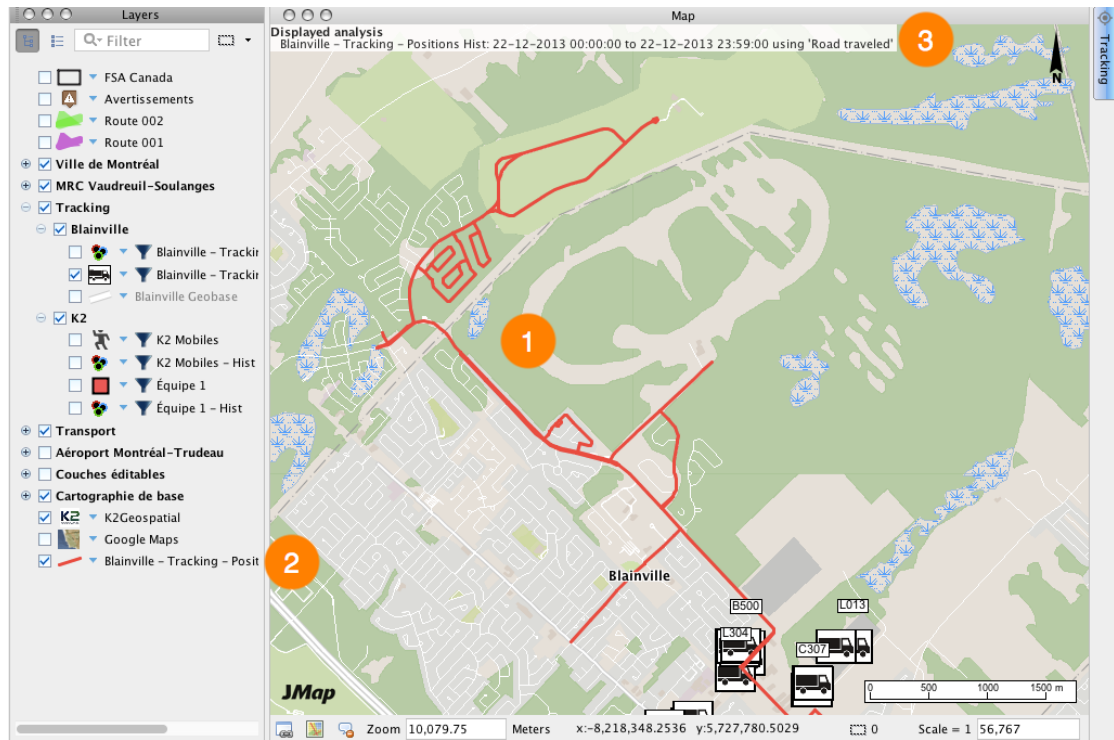 Layers
Filter
FSA Canada
Avertissements
Route 002
Route 001
Ville de Montréal
MRC Vaudreuil-Soulanges
Tracking
Blainville
Blainville - Trackin
Blainville - Trackin
Blainville Geobase
K2
K2 Mobiles
K2 Mobiles - Hist
Équipe 1
Équipe 1 - Hist
Transport
Aéroport Montréal-Trudeau
Couches éditables
Cartographie de base
K2 K2Geospatial
Google Maps
Blainville - Tracking - Posit
Map
Displayed analysis
Blainville - Tracking - Positions Hist: 22-12-2013 00:00:00 to 22-12-2013 23:59:00 using 'Road traveled'
3
N
Tracking
1
2
Blainville
B500
L013
L304
C307
JMap
0 500 1000 1500 m
Zoom 10,079.75 Meters x:-8,218,348.2536 y:5,727,780.5029 0 Scale = 1 56,767